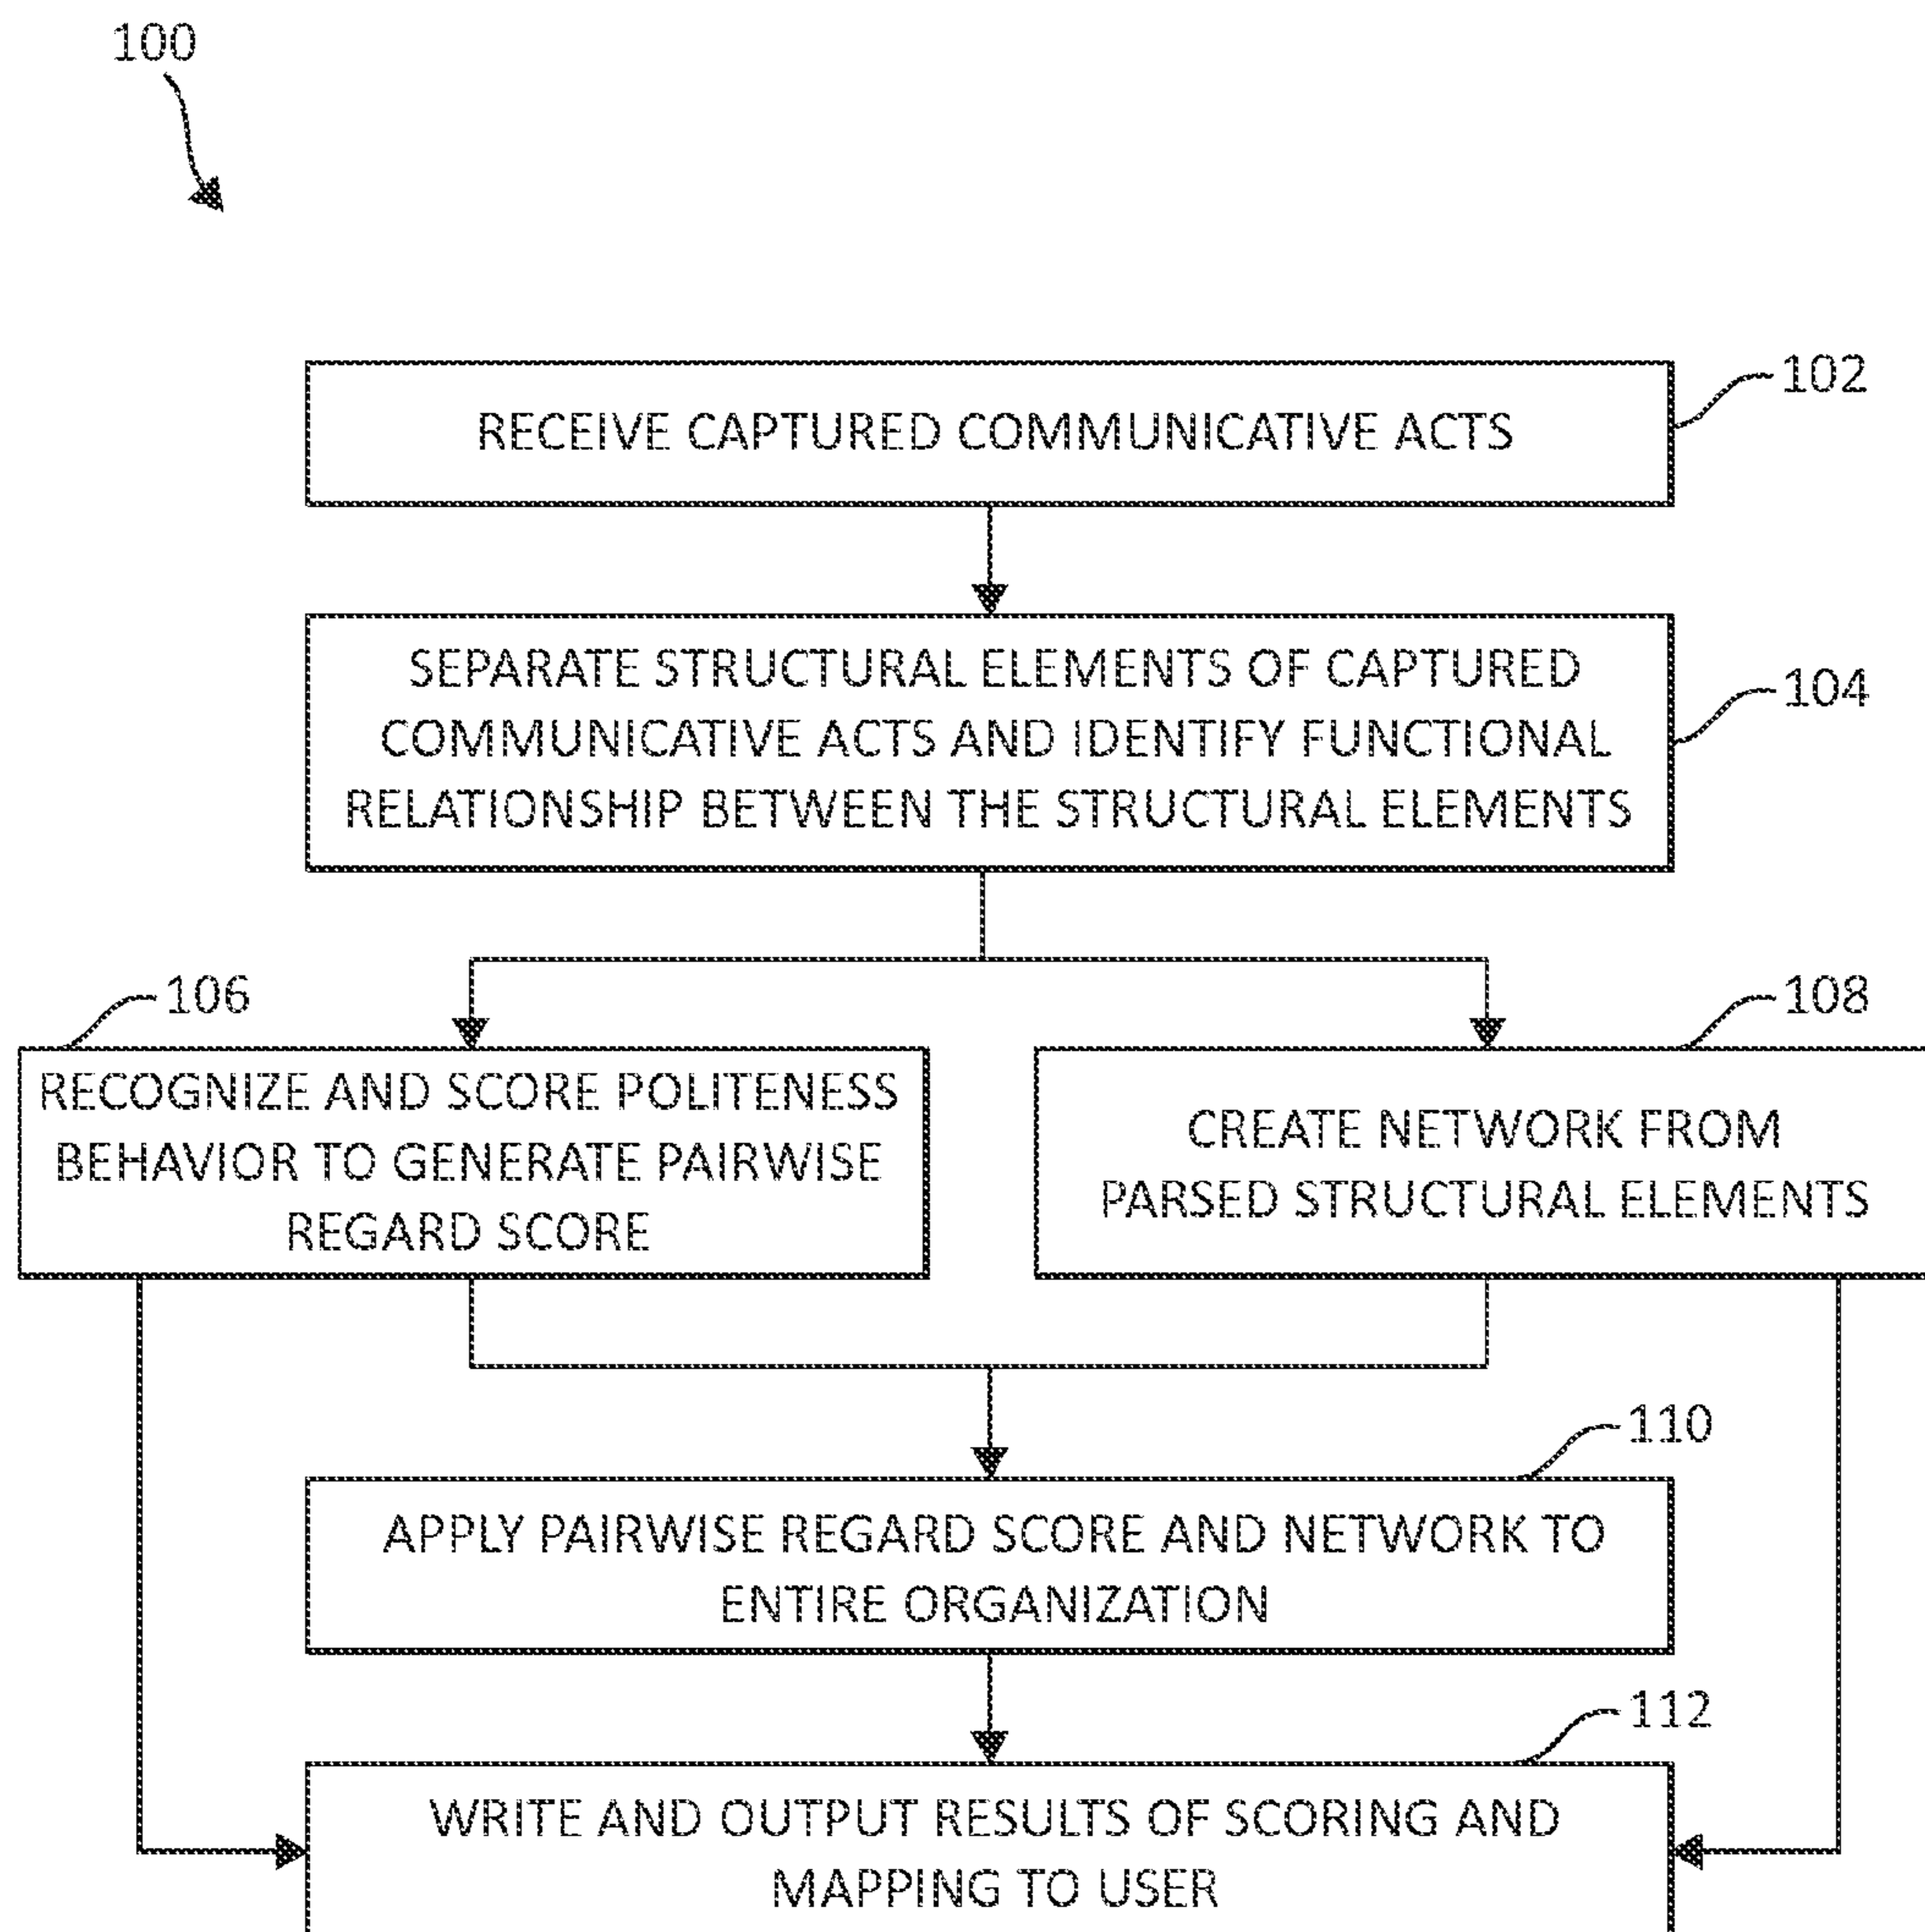 100
RECEIVE CAPTURED COMMUNICATIVE ACTS
102
SEPARATE STRUCTURAL ELEMENTS OF CAPTURED
COMMUNICATIVE ACTS AND IDENTIFY FUNCTIONAL
RELATIONSHIP BETWEEN THE STRUCTURAL ELEMENTS
104
106
RECOGNIZE AND SCORE POLITENESS
BEHAVIOR TO GENERATE PAIRWISE
REGARD SCORE
108
CREATE NETWORK FROM
PARSED STRUCTURAL ELEMENTS
110
APPLY PAIRWISE REGARD SCORE AND NETWORK TO
ENTIRE ORGANIZATION
112
WRITE AND OUTPUT RESULTS OF SCORING AND
MAPPING TO USER